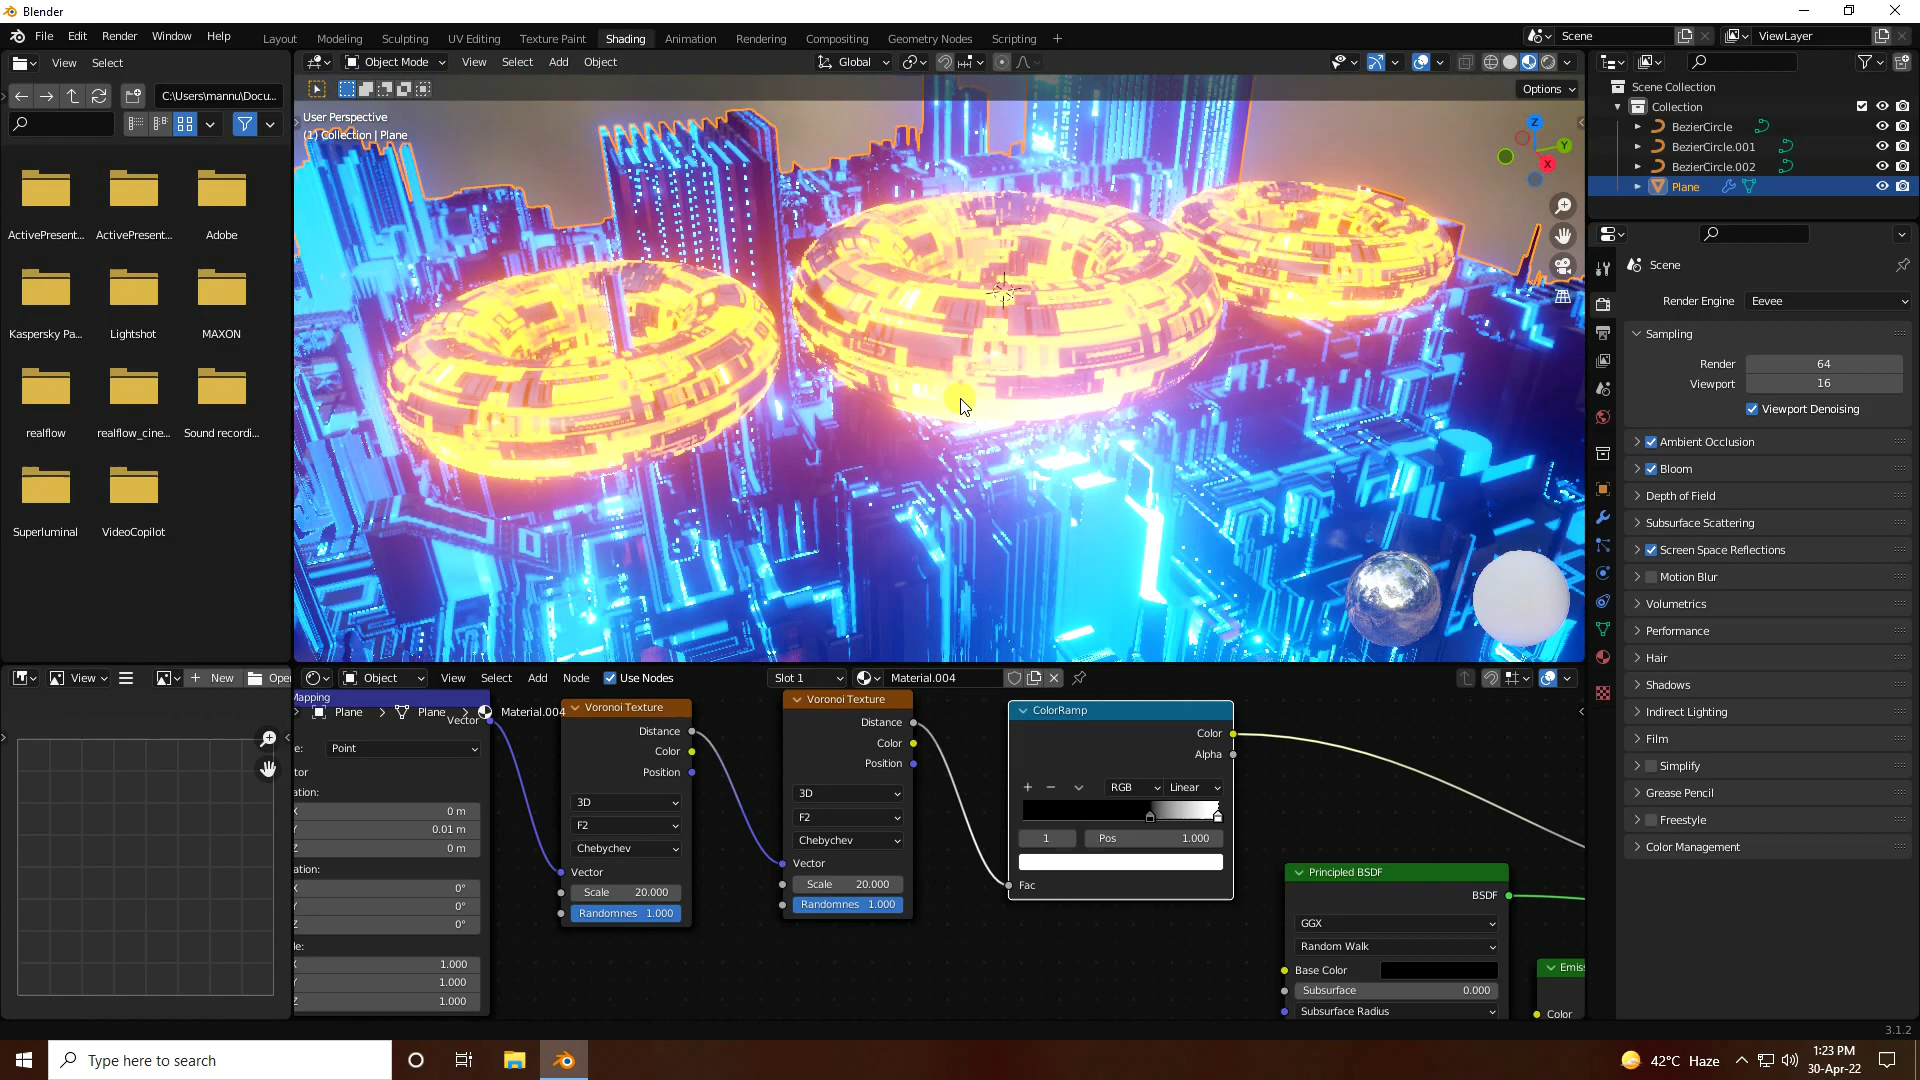 Blender
File Edit Render Window Help
Layout Modeling Sculpting UV Editing Texture Paint Shading Animation Rendering Compositing Geometry Nodes Scripting +
Scene
ViewLayer
View Select
Object Mode View Select Add Object
Global
C:\Users\mannu\Docu...
Options
User Perspective
(1) Collection | Plane
Z
Y
X
ActivePresent...
ActivePresent...
Adobe
Kaspersky Pa...
Lightshot
MAXON
realflow
realflow_cine...
Sound recordi...
Superluminal
VideoCopilot
Scene Collection
Collection
BezierCircle
BezierCircle.001
BezierCircle.002
Plane
Scene
Render Engine Eevee
Sampling
Render 64
Viewport 16
Viewport Denoising
Ambient Occlusion
Bloom
Depth of Field
Subsurface Scattering
Screen Space Reflections
Motion Blur
Volumetrics
Performance
Hair
Shadows
Indirect Lighting
Film
Simplify
Grease Pencil
Freestyle
Color Management
View
New
Oper
Object View Select Add Node Use Nodes
Slot 1
Material.004
Mapping
Plane > Plane > Material.004
Vector
e: Point
tor
ation:
X 0 m
Y 0.01 m
Z 0 m
ation:
X 0°
Y 0°
Z 0°
le:
X 1.000
Y 1.000
Z 1.000
Voronoi Texture
Distance
Color
Position
3D
F2
Chebychev
Vector
Scale 20.000
Randomnes 1.000
Voronoi Texture
Distance
Color
Position
3D
F2
Chebychev
Vector
Scale 20.000
Randomnes 1.000
ColorRamp
Color
Alpha
RGB Linear
1 Pos 1.000
Fac
Principled BSDF
BSDF
GGX
Random Walk
Base Color
Subsurface 0.000
Subsurface Radius
Emiss
Color
3.1.2
Type here to search
42°C Haze
1:23 PM
30-Apr-22